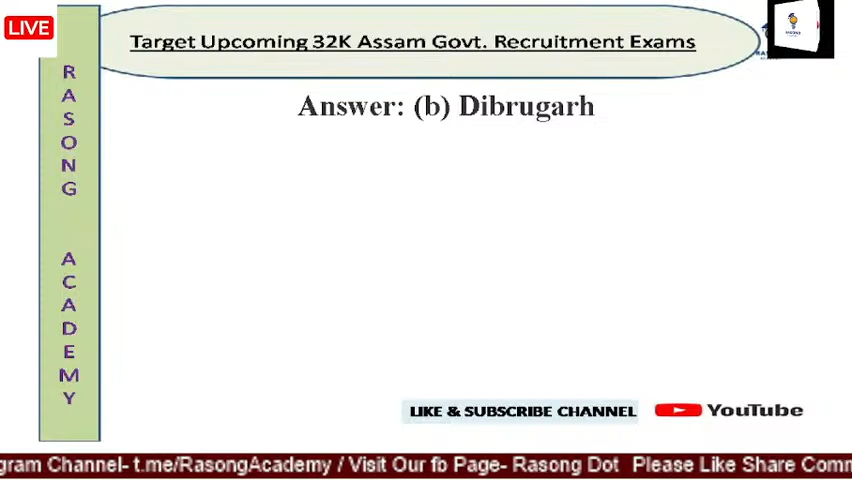 LIVE
Target Upcoming 32K Assam Govt. Recruitment Exams
RASONG
ACADEMY
Answer: (b) Dibrugarh
LIKE & SUBSCRIBE CHANNEL
YouTube
gram Channel- t.me/RasongAcademy / Visit Our fb Page- Rasong Dot Please Like Share Comm